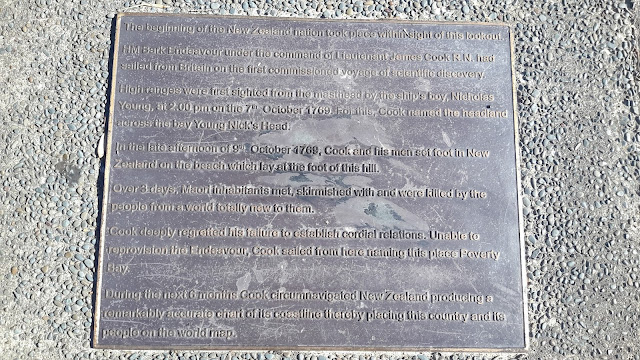 The beginning of the New Zealand nation took place within sight of this lookout.
HM Bark Endeavour under the command of Lieutenant James Cook R.N. had
sailed from Britain on the first commissioned voyage of scientific discovery.
High ranges were first sighted from the masthead by the ship's boy, Nicholas
Young, at 2.00 pm on the 7th October 1769. For this, Cook named the headland
across the bay Young Nick's Head.
In the late afternoon of 9th October 1769, Cook and his men set foot in New
Zealand on the beach which lay at the foot of this hill.
Over 3 days, Maori inhabitants met, skirmished with and were killed by the
people from a world totally new to them.
Cook deeply regretted his failure to establish cordial relations. Unable to
reprovision the Endeavour, Cook sailed from here naming this place Poverty
Bay.
During the next 6 months Cook circumnavigated New Zealand producing a
remarkably accurate chart of its coastline thereby placing this country and its
people on the world map.